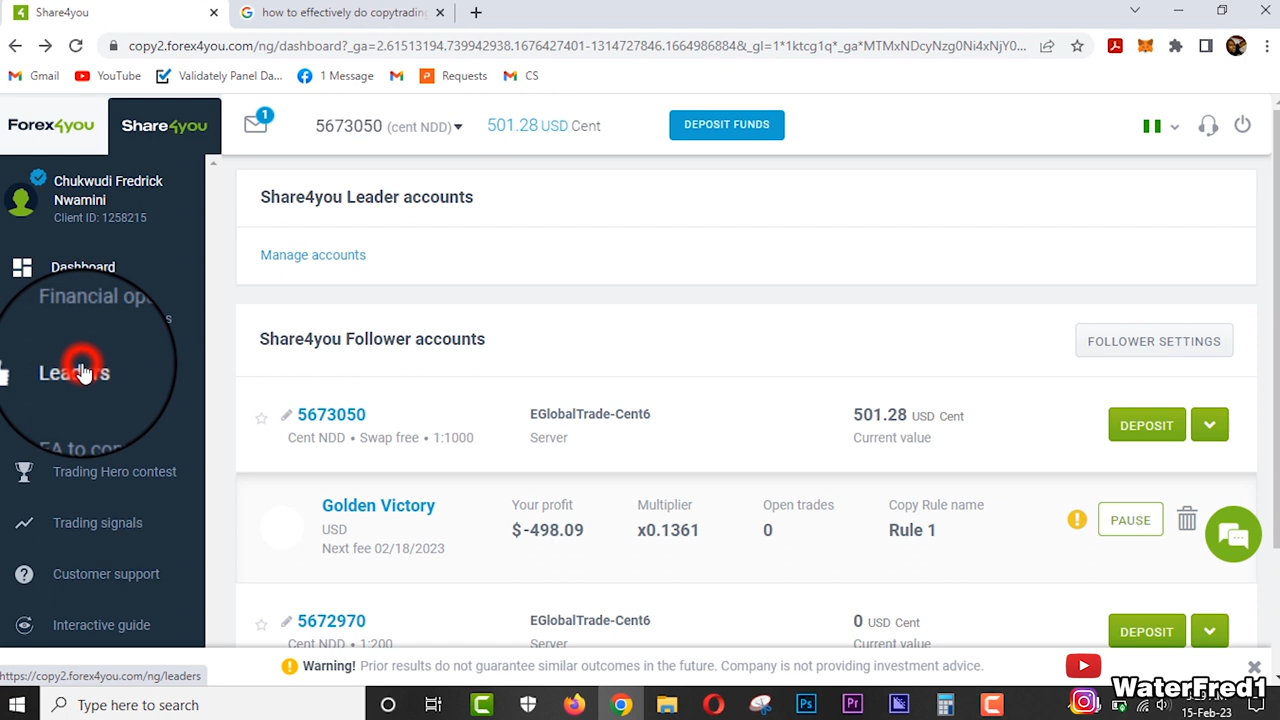 Share4you
how to effectively do copytrading
copy2.forex4you.com/ng/dashboard?_ga=2.61573194.739942938.1676427401-1314727846.1664986884&_gl=1*1ktcg1q*_ga*MTMxNDcyNzg0Ni4xNjY0...
Gmail YouTube Validately Panel Da... 1 Message Requests CS
Forex4you Share4you 1 5673050 (cent NDD) 501.28 USD Cent DEPOSIT FUNDS
Chukwudi Fredrick
Nwamini
Client ID: 1258215
Dashboard
Financial op
s
Leaders
EA to co
Trading Hero contest
Trading signals
Customer support
Interactive guide
Share4you Leader accounts
Manage accounts
Share4you Follower accounts FOLLOWER SETTINGS
5673050 EGlobalTrade-Cent6 501.28 USD Cent DEPOSIT
Cent NDD • Swap free • 1:1000 Server Current value
Golden Victory Your profit Multiplier Open trades Copy Rule name
USD $-498.09 x0.1361 0 Rule 1 PAUSE
Next fee 02/18/2023
5672970 EGlobalTrade-Cent6 0 USD Cent DEPOSIT
Cent NDD • 1:200 Server Current value
Warning! Prior results do not guarantee similar outcomes in the future. Company is not providing investment advice.
https://copy2.forex4you.com/ng/leaders
WaterFred1
Type here to search
15-Feb-23